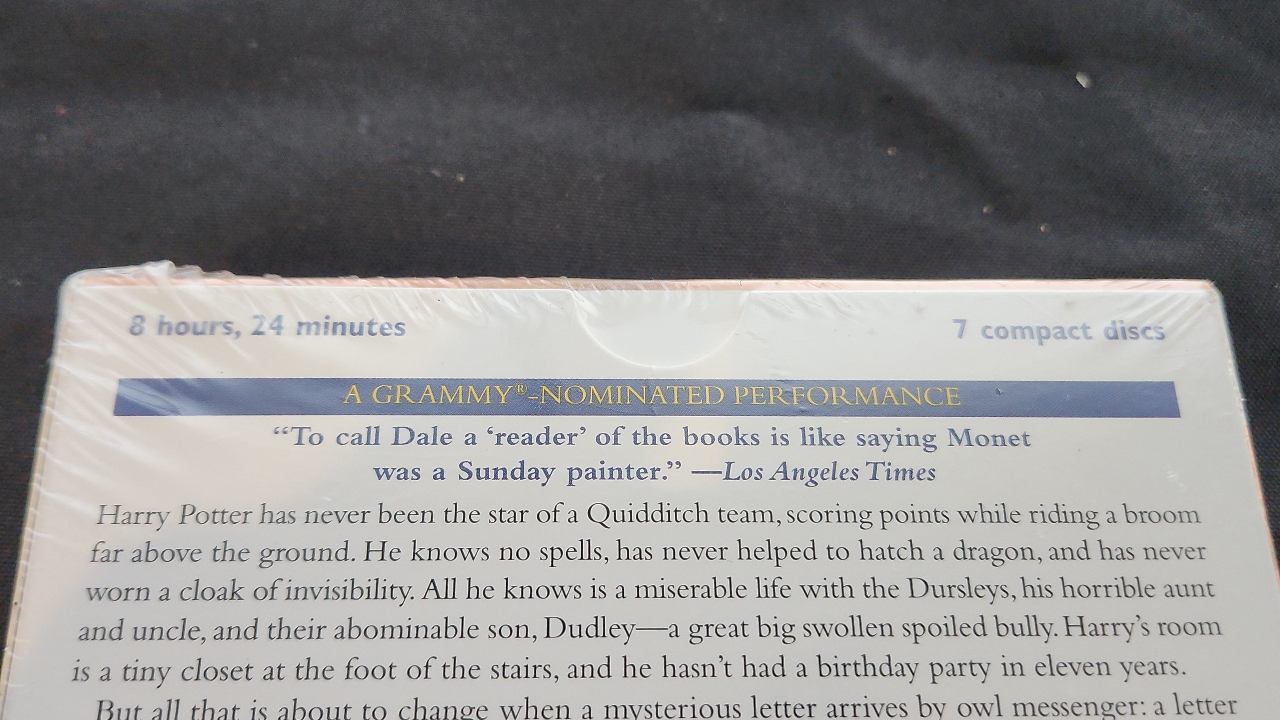 8 hours, 24 minutes
7 compact discs
A GRAMMY®-NOMINATED PERFORMANCE
“To call Dale a ‘reader’ of the books is like saying Monet
was a Sunday painter.” —Los Angeles Times
Harry Potter has never been the star of a Quidditch team, scoring points while riding a broom
far above the ground. He knows no spells, has never helped to hatch a dragon, and has never
worn a cloak of invisibility. All he knows is a miserable life with the Dursleys, his horrible aunt
and uncle, and their abominable son, Dudley—a great big swollen spoiled bully. Harry’s room
is a tiny closet at the foot of the stairs, and he hasn’t had a birthday party in eleven years.
But all that is about to change when a mysterious letter arrives by owl messenger: a letter